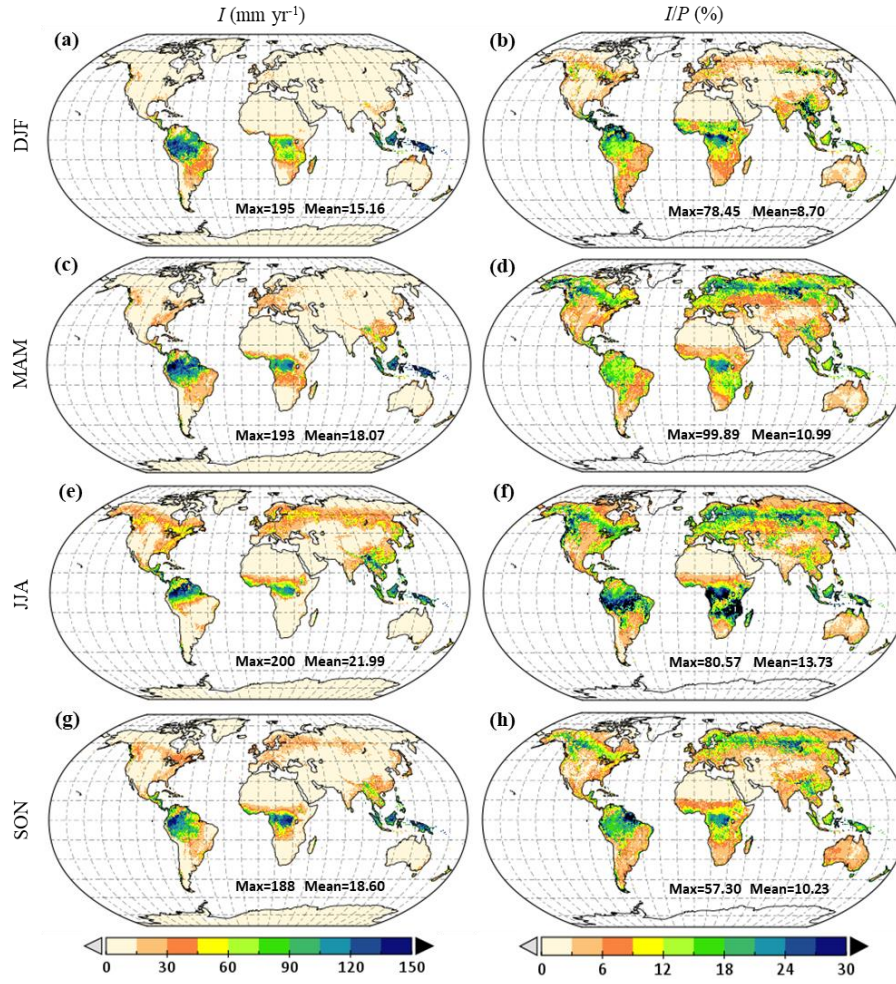 I (mm yr-1)
I/P (%)
DJF
(a)
Max=195 Mean=15.16
(b)
Max=78.45 Mean=8.70
MAM
(c)
Max=193 Mean=18.07
(d)
Max=99.89 Mean=10.99
JJA
(e)
Max=200 Mean=21.99
(f)
Max=80.57 Mean=13.73
SON
(g)
Max=188 Mean=18.60
(h)
Max=57.30 Mean=10.23
0 30 60 90 120 150
0 6 12 18 24 30